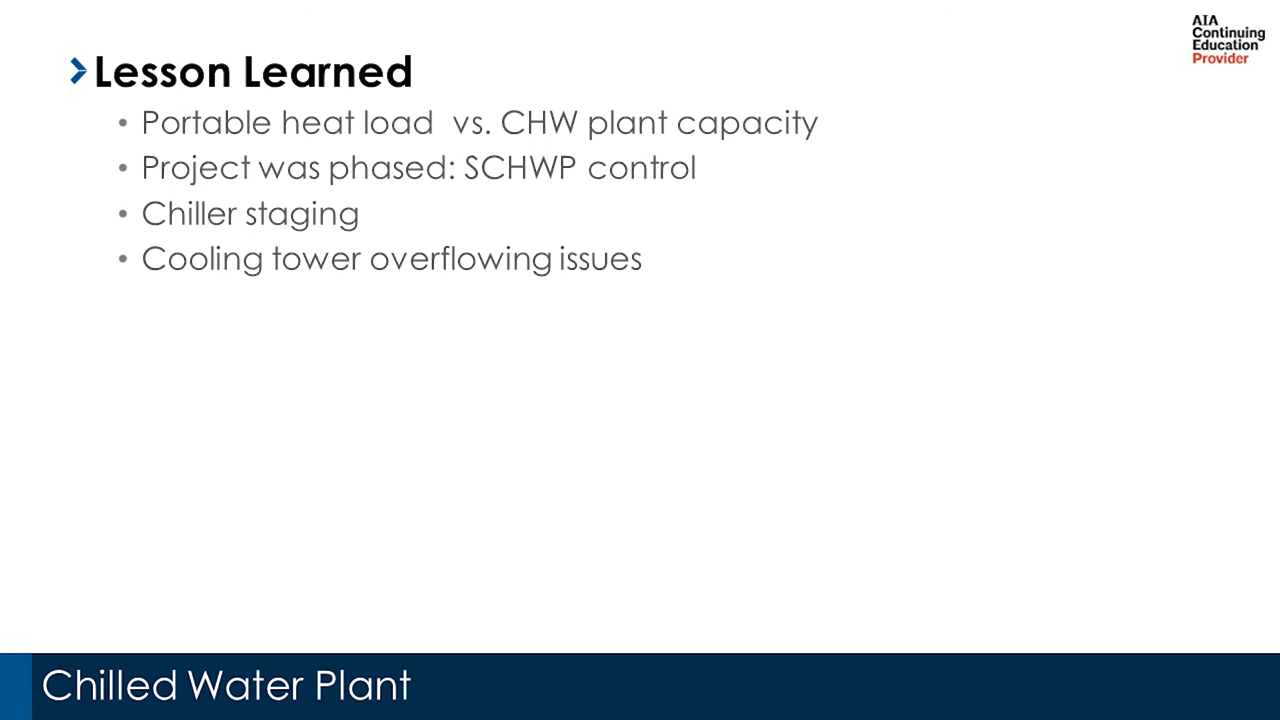 AIA
Continuing
Education
Provider
Lesson Learned
• Portable heat load  vs. CHW plant capacity
• Project was phased: SCHWP control
• Chiller staging
• Cooling tower overflowing issues
Chilled Water Plant